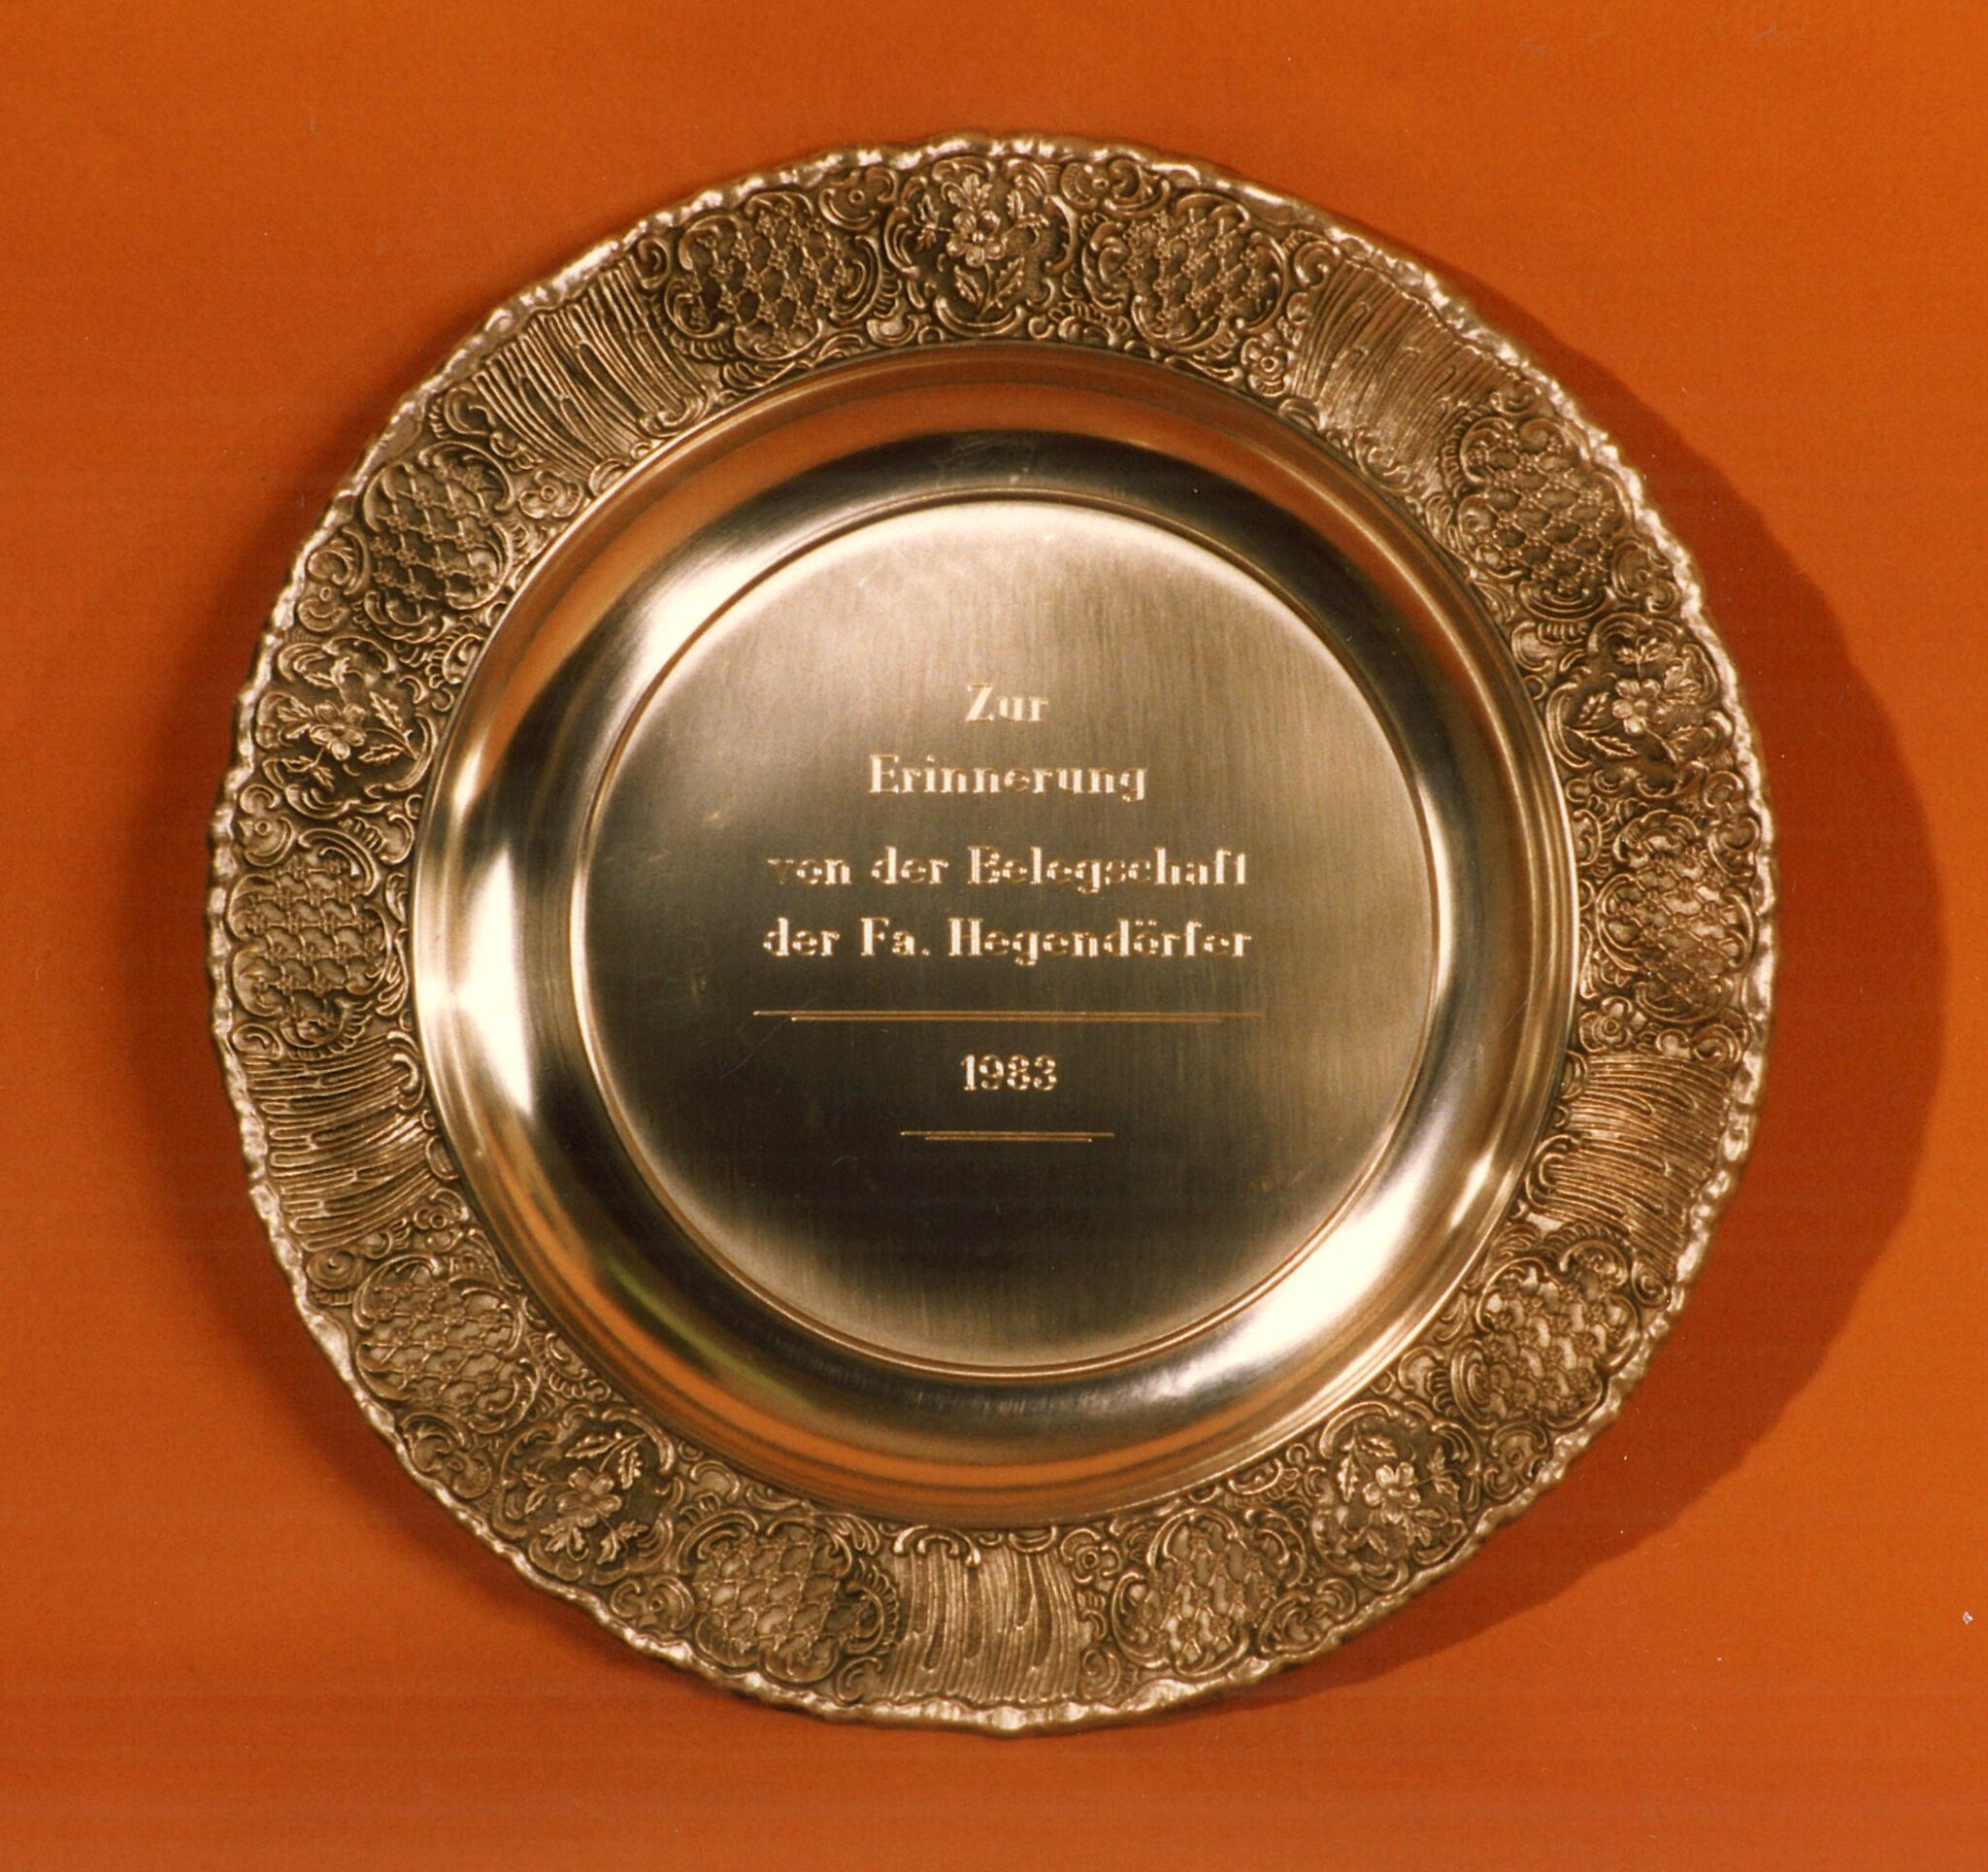 Zur
Erinnerung
von der Belegschaft
der Fa. Hegendörfer
1983